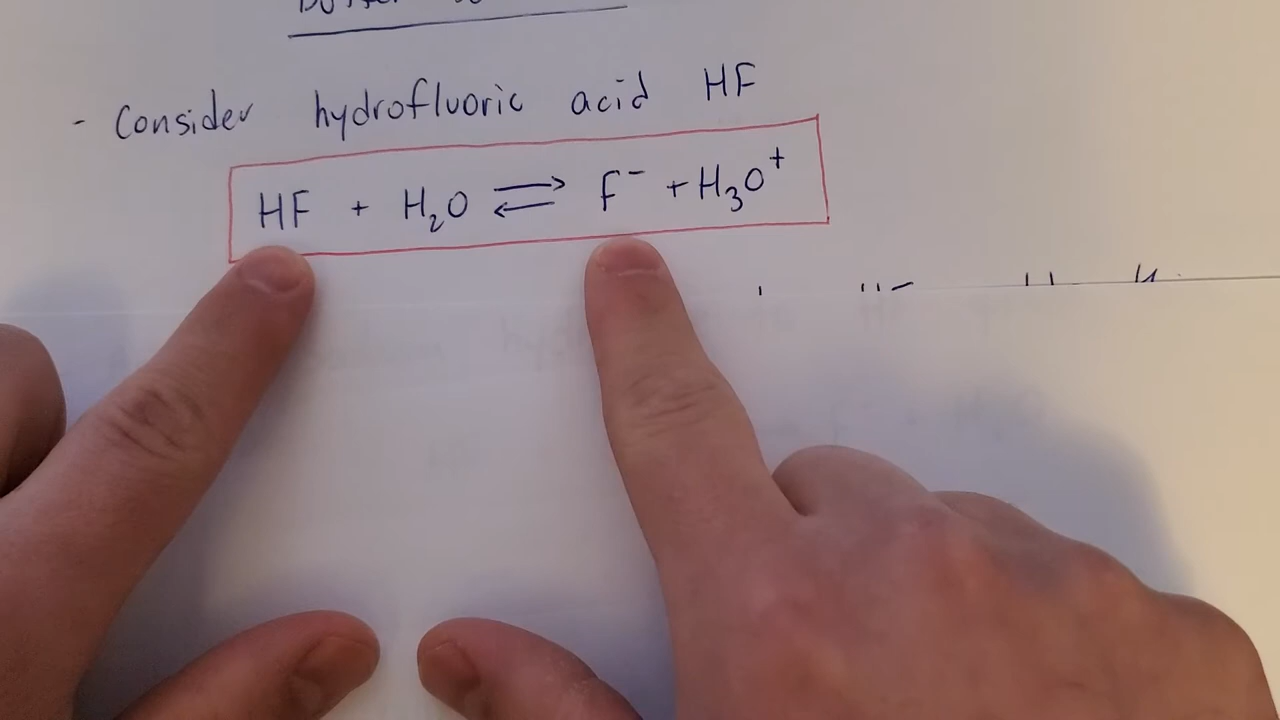 - Consider hydrofluoric acid HF
HF + H₂O ⇌ F⁻ + H₃O⁺